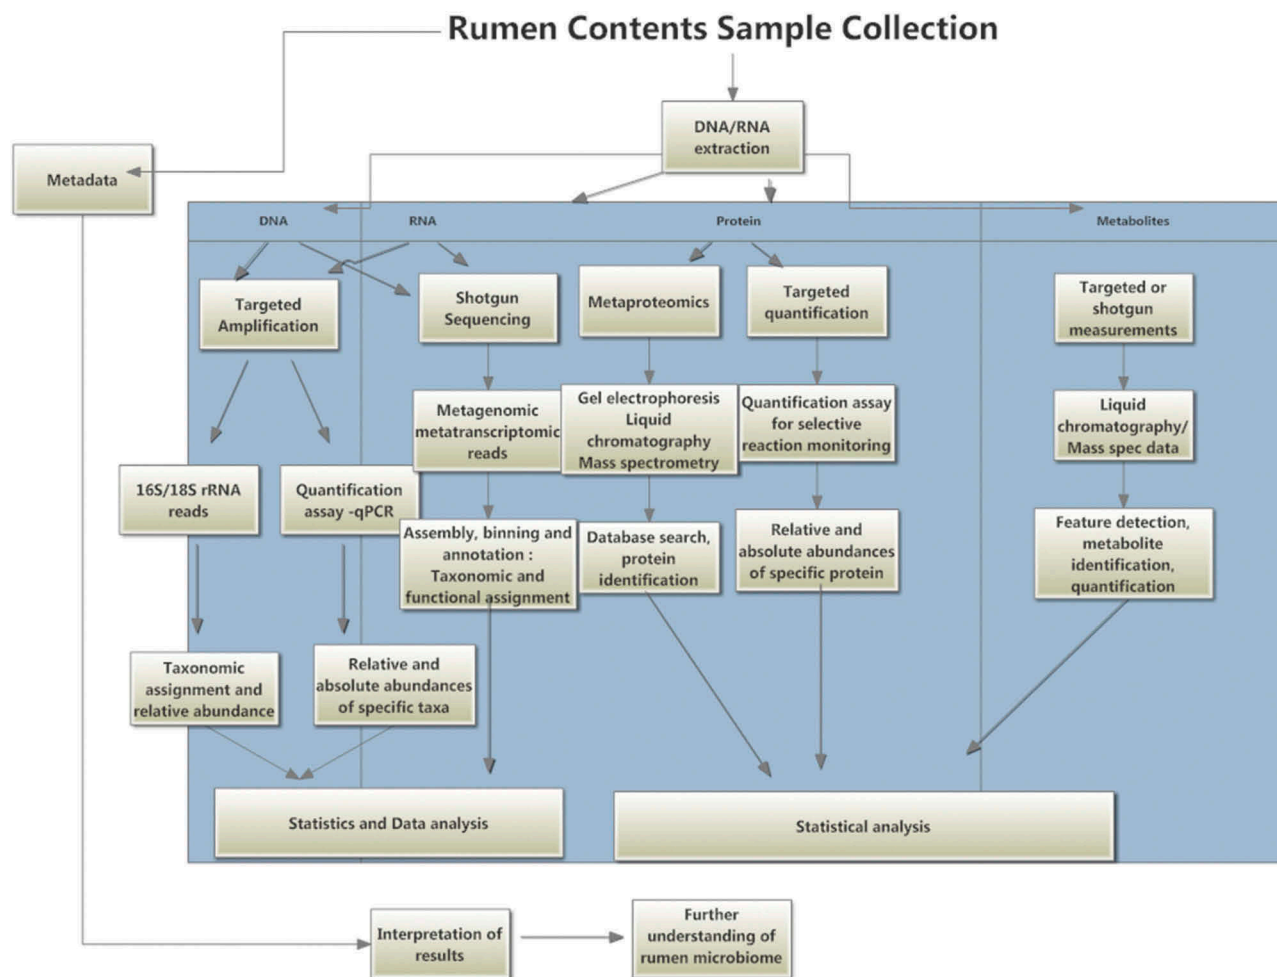 Rumen Contents Sample Collection
DNA/RNA
extraction
Metadata
DNA
RNA
Protein
Metabolites
Targeted
Amplification
Shotgun
Sequencing
Metaproteomics
Targeted
quantification
Targeted or
shotgun
measurements
Metagenomic
metatranscriptomic
reads
Gel electrophoresis
Liquid
chromatography
Mass spectrometry
Quantification assay
for selective
reaction monitoring
Liquid
chromatography/
Mass spec data
16S/18S rRNA
reads
Quantification
assay -qPCR
Assembly, binning and
annotation :
Taxonomic and
functional assignment
Database search,
protein
identification
Relative and
absolute abundances
of specific protein
Feature detection,
metabolite
identification,
quantification
Taxonomic
assignment and
relative abundance
Relative and
absolute abundances
of specific taxa
Statistics and Data analysis
Statistical analysis
Interpretation of
results
Further
understanding of
rumen microbiome